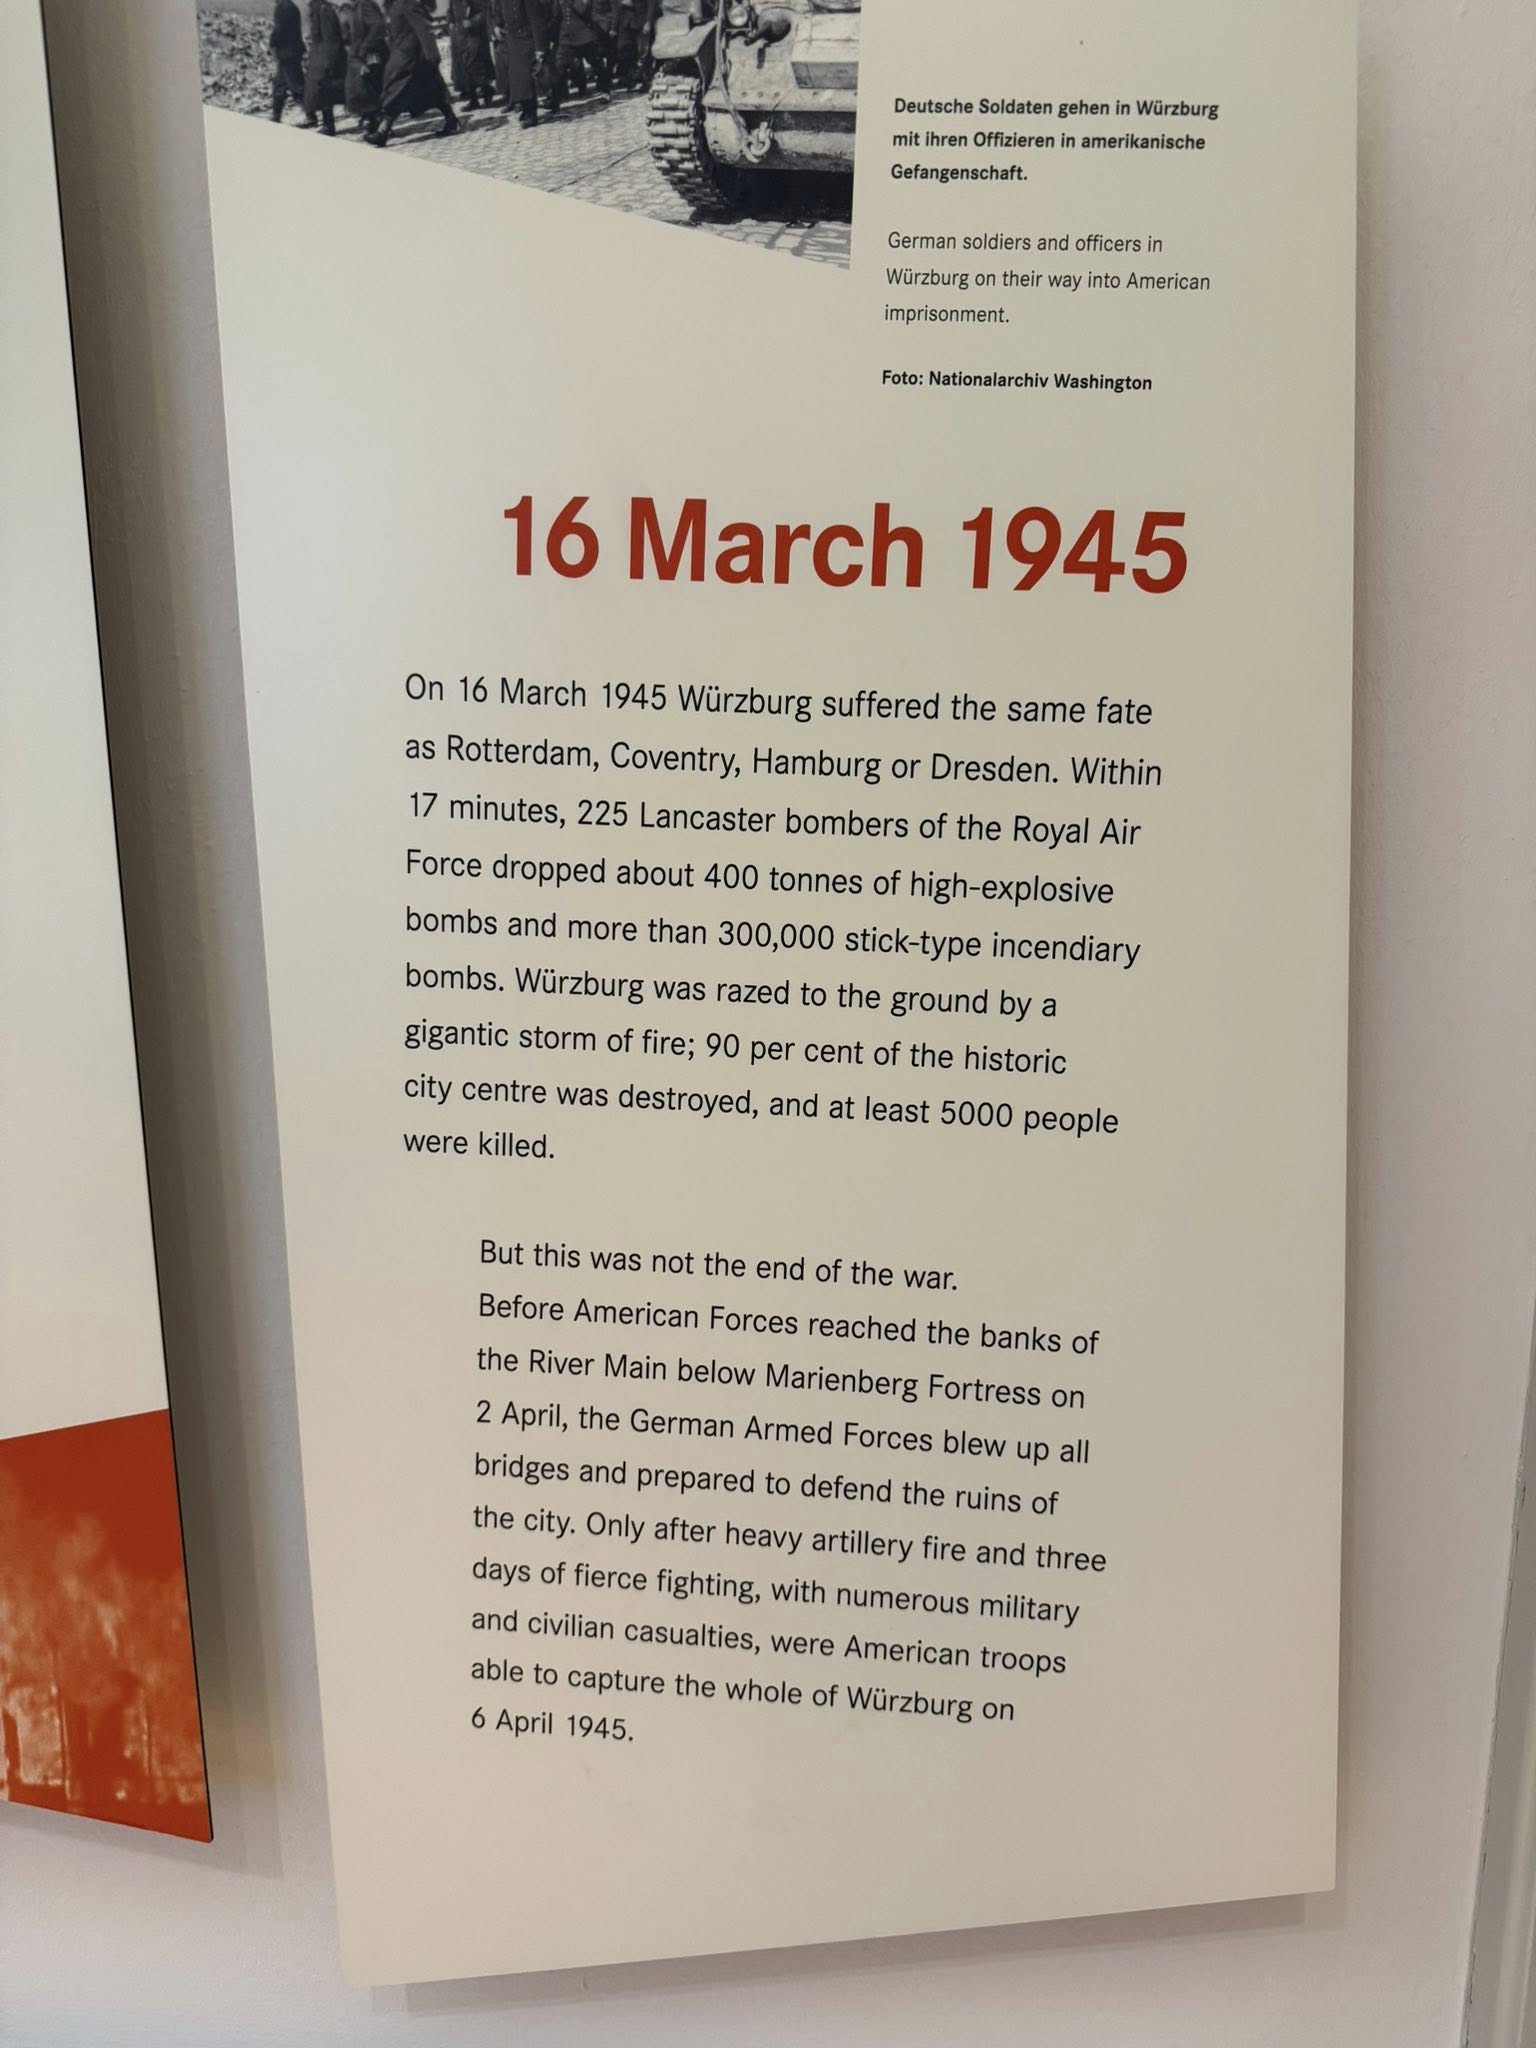 Deutsche Soldaten gehen in Würzburg
mit ihren Offizieren in amerikanische
Gefangenschaft.
German soldiers and officers in
Würzburg on their way into American
imprisonment.
Foto: Nationalarchiv Washington
16 March 1945
On 16 March 1945 Würzburg suffered the same fate
as Rotterdam, Coventry, Hamburg or Dresden. Within
17 minutes, 225 Lancaster bombers of the Royal Air
Force dropped about 400 tonnes of high-explosive
bombs and more than 300,000 stick-type incendiary
bombs. Würzburg was razed to the ground by a
gigantic storm of fire; 90 per cent of the historic
city centre was destroyed, and at least 5000 people
were killed.
But this was not the end of the war.
Before American Forces reached the banks of
the River Main below Marienberg Fortress on
2 April, the German Armed Forces blew up all
bridges and prepared to defend the ruins of
the city. Only after heavy artillery fire and three
days of fierce fighting, with numerous military
and civilian casualties, were American troops
able to capture the whole of Würzburg on
6 April 1945.